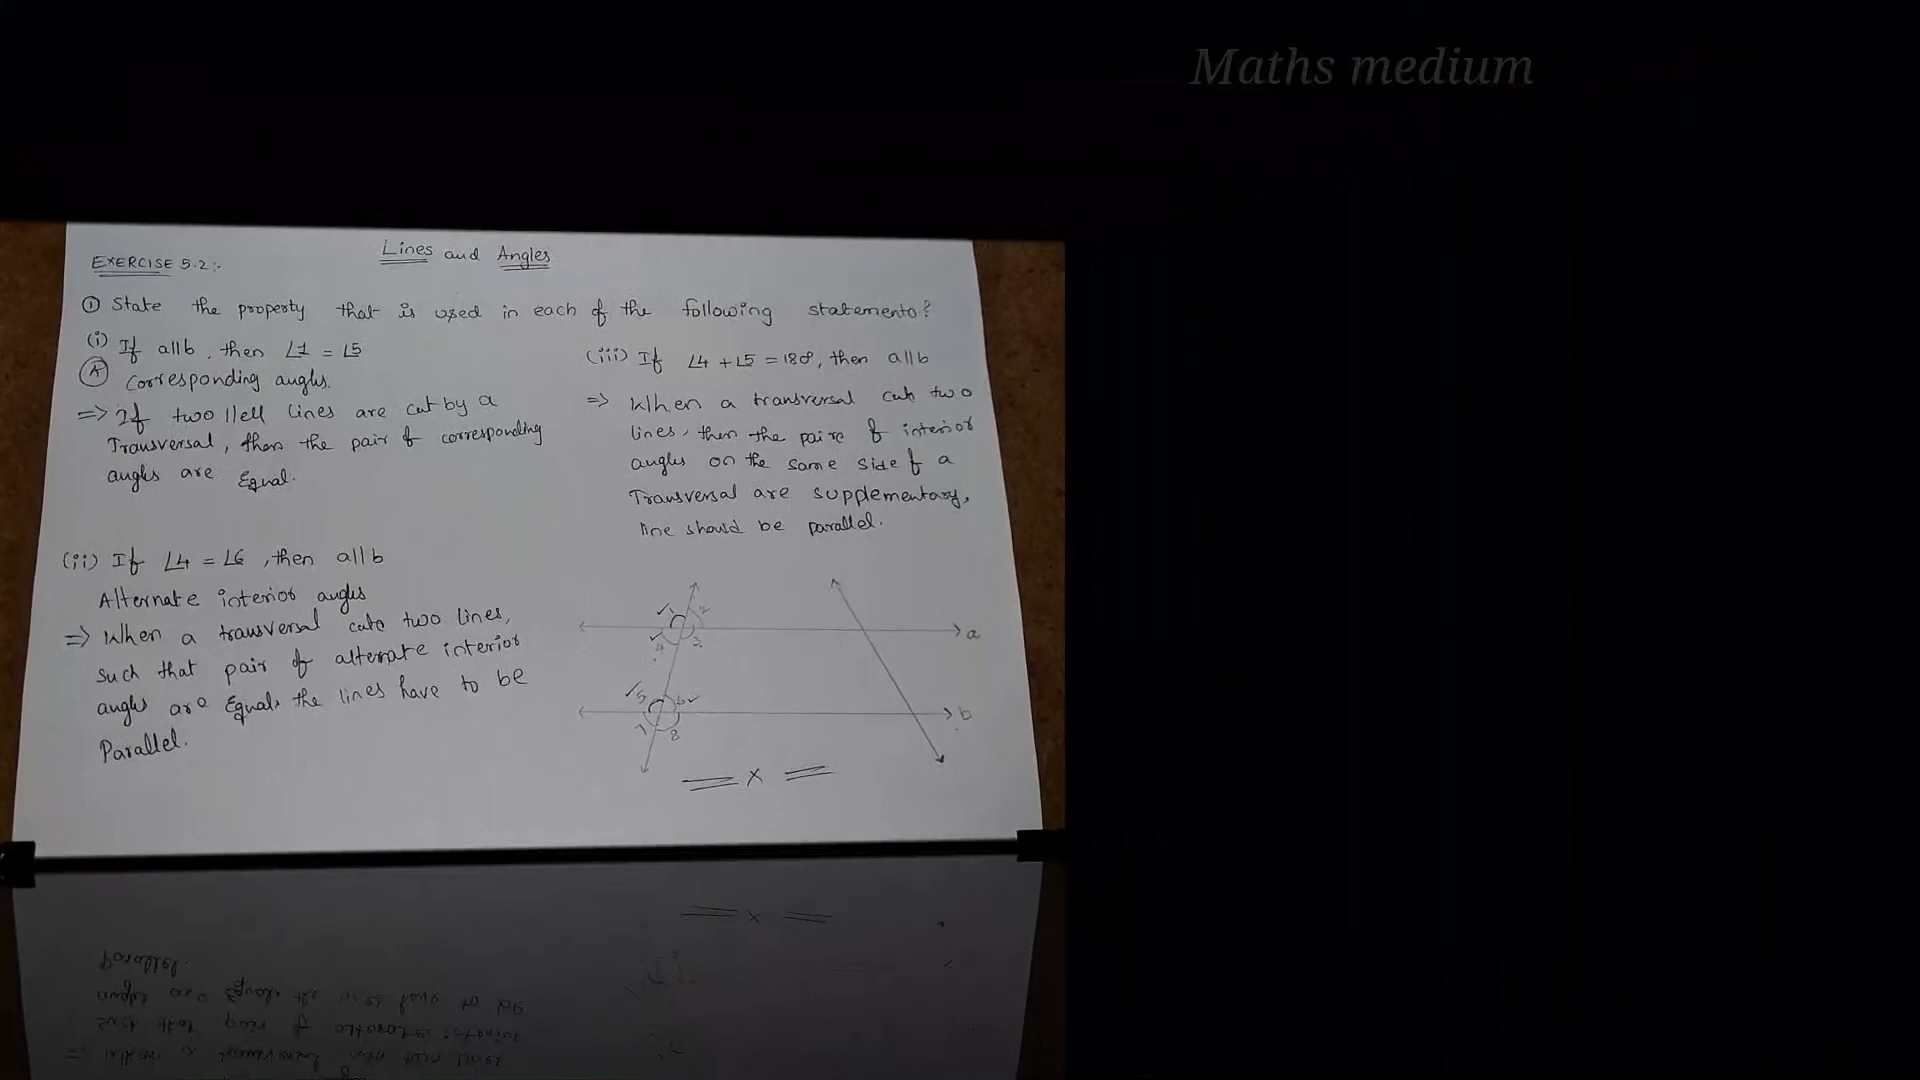 Maths medium
Lines and Angles
EXERCISE 5.2:-
① State the property that is used in each of the following statements?
(i) If a||b, then ∠1 = ∠5
Ⓐ Corresponding angles.
=> If two ||ell lines are cut by a
Transversal, then the pair of corresponding
angles are Equal.
(ii) If ∠4 = ∠6, then a||b
Alternate interior angles
=> When a transversal cuts two lines,
such that pair of alternate interior
angles are Equal, the lines have to be
Parallel.
(iii) If ∠4 + ∠5 = 180°, then a||b
=> When a transversal cuts two
lines, then the paire of interior
angles on the same side of a
Transversal are supplementary,
line should be parallel.
1 2
a
4 3
5 6
b
7 8
x